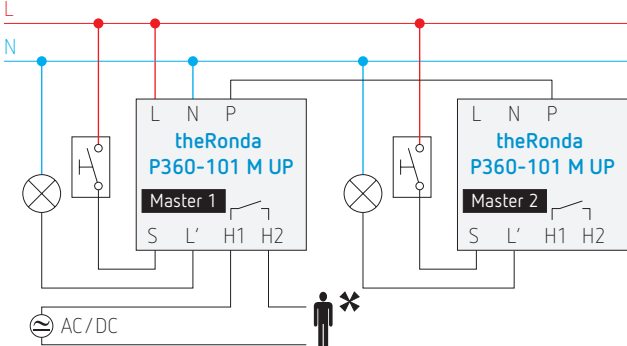 L
N
L N P
theRonda
P360-101 M UP
Master 1
S L’ H1 H2
L N P
theRonda
P360-101 M UP
Master 2
S L’ H1 H2
AC/DC